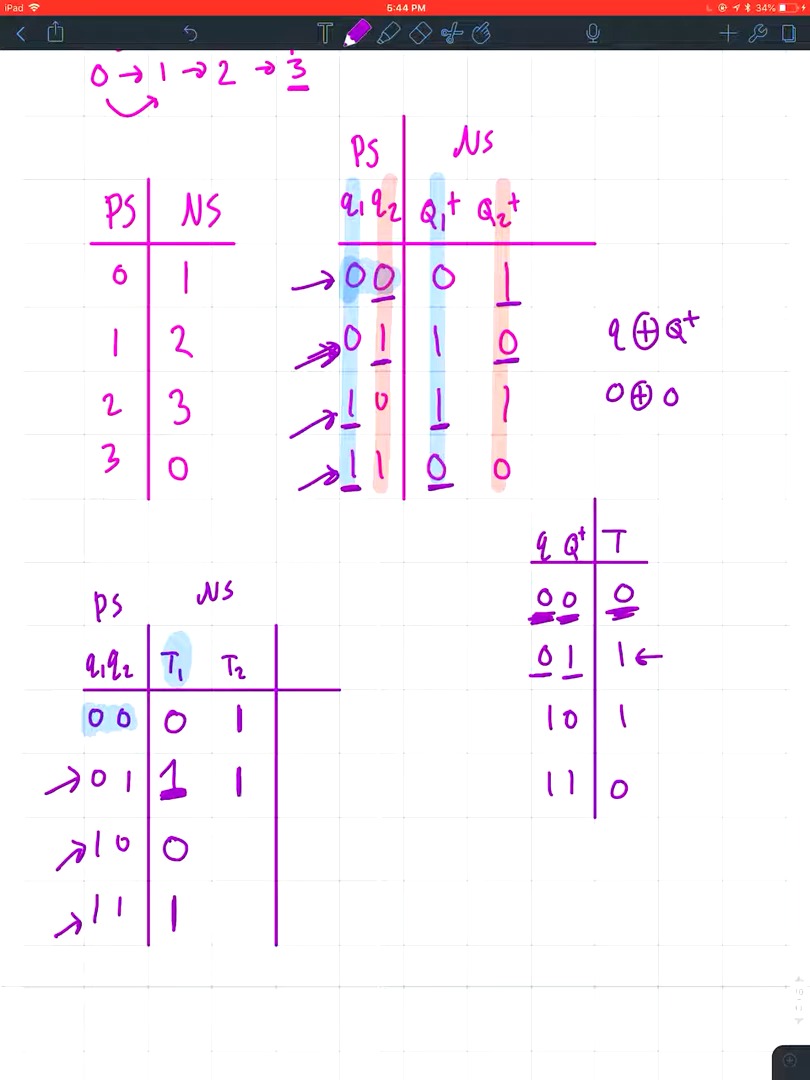 iPad 5:44 PM 34%
T
0 → 1 → 2 → 3
PS NS
q₁ q₂ Q₁⁺ Q₂⁺
→ 0 0 0 1
→ 0 1 1 0
→ 1 0 1 1
→ 1 1 0 0
PS NS
0 1
1 2
2 3
3 0
q ⊕ Q⁺
0 ⊕ 0
q Q⁺ T
0 0 0
0 1 1 ←
1 0 1
1 1 0
PS NS
q₁q₂ T₁ T₂
0 0 0 1
→ 0 1 1 1
→ 1 0 0
→ 1 1 1